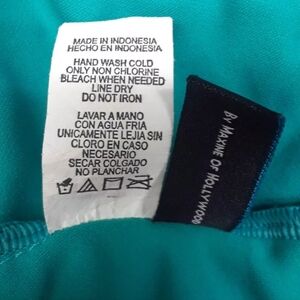 MADE IN INDONESIA
HECHO EN INDONESIA
HAND WASH COLD
ONLY NON CHLORINE
BLEACH WHEN NEEDED
LINE DRY
DO NOT IRON
LAVAR A MANO
CON AGUA FRIA
UNICAMENTE LEJIA SIN
CLORO EN CASO
NECESARIO
SECAR COLGADO
NO PLANCHAR
BY MAXINE OF HOLLYWOOD